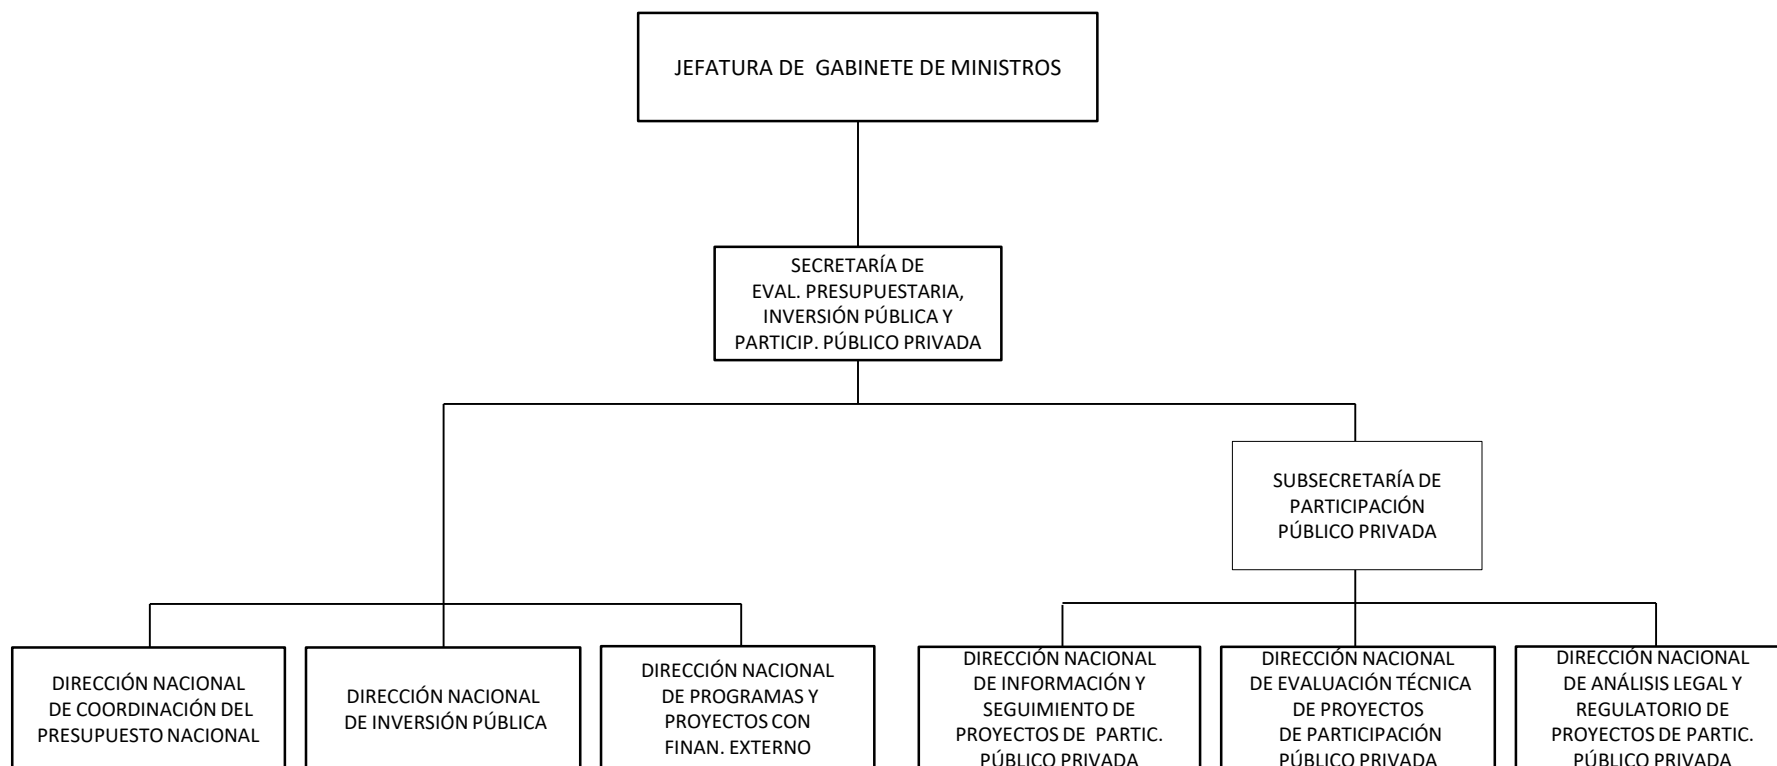 JEFATURA DE GABINETE DE MINISTROS
SECRETARÍA DE
EVAL. PRESUPUESTARIA,
INVERSIÓN PÚBLICA Y
PARTICIP. PÚBLICO PRIVADA
SUBSECRETARÍA DE
PARTICIPACIÓN
PÚBLICO PRIVADA
DIRECCIÓN NACIONAL
DE COORDINACIÓN DEL
PRESUPUESTO NACIONAL
DIRECCIÓN NACIONAL
DE INVERSIÓN PÚBLICA
DIRECCIÓN NACIONAL
DE PROGRAMAS Y
PROYECTOS CON
FINAN. EXTERNO
DIRECCIÓN NACIONAL
DE INFORMACIÓN Y
SEGUIMIENTO DE
PROYECTOS DE PARTIC.
PÚBLICO PRIVADA
DIRECCIÓN NACIONAL
DE EVALUACIÓN TÉCNICA
DE PROYECTOS
DE PARTICIPACIÓN
PÚBLICO PRIVADA
DIRECCIÓN NACIONAL
DE ANÁLISIS LEGAL Y
REGULATORIO DE
PROYECTOS DE PARTIC.
PÚBLICO PRIVADA